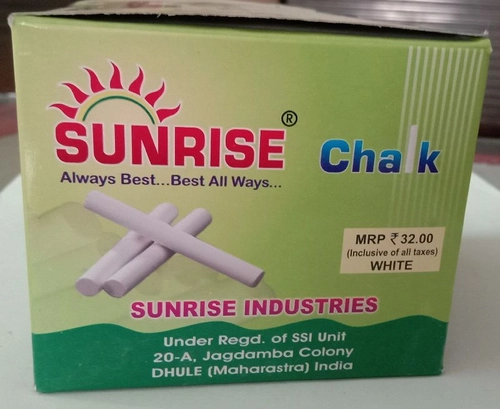 SUNRISE ®
Always Best...Best All Ways...
Chalk
MRP ₹ 32.00
(Inclusive of all taxes)
WHITE
SUNRISE INDUSTRIES
Under Regd. of SSI Unit
20-A, Jagdamba Colony
DHULE (Maharastra) India